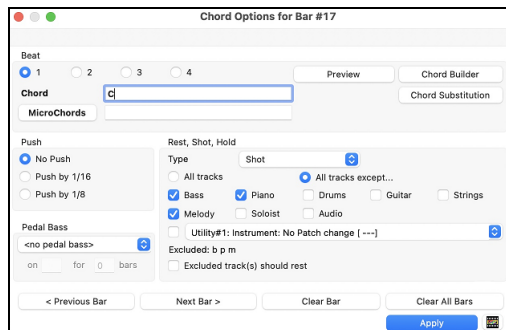 Chord Options for Bar #17
Beat
1 2 3 4 Preview Chord Builder
Chord C Chord Substitution
MicroChords
Push
No Push
Push by 1/16
Push by 1/8
Pedal Bass
<no pedal bass>
on for 0 bars
Rest, Shot, Hold
Type Shot
All tracks All tracks except...
Bass Piano Drums Guitar Strings
Melody Soloist Audio
Utility#1: Instrument: No Patch change [ ---]
Excluded: b p m
Excluded track(s) should rest
< Previous Bar Next Bar > Clear Bar Clear All Bars
Apply